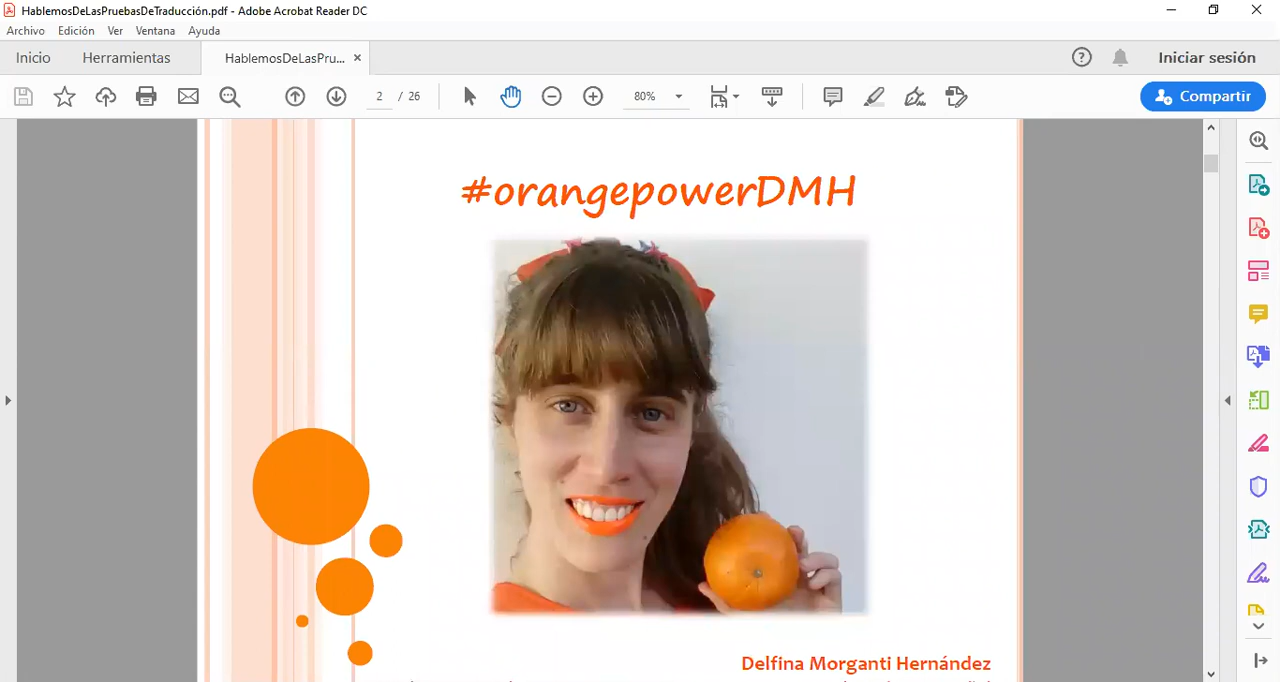 HablemosDeLasPruebasDeTraducción.pdf - Adobe Acrobat Reader DC
Archivo Edición Ver Ventana Ayuda
Inicio Herramientas HablemosDeLasPru... × Iniciar sesión
2 / 26 80% Compartir
#orangepowerDMH
Delfina Morganti Hernández